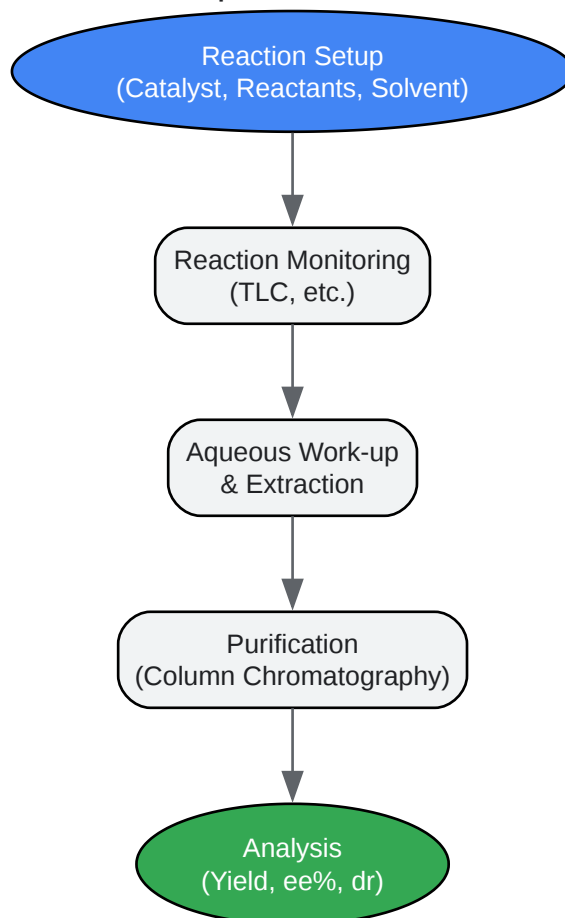 Reaction Setup
(Catalyst, Reactants, Solvent)
Reaction Monitoring
(TLC, etc.)
Aqueous Work-up
& Extraction
Purification
(Column Chromatography)
Analysis
(Yield, ee%, dr)